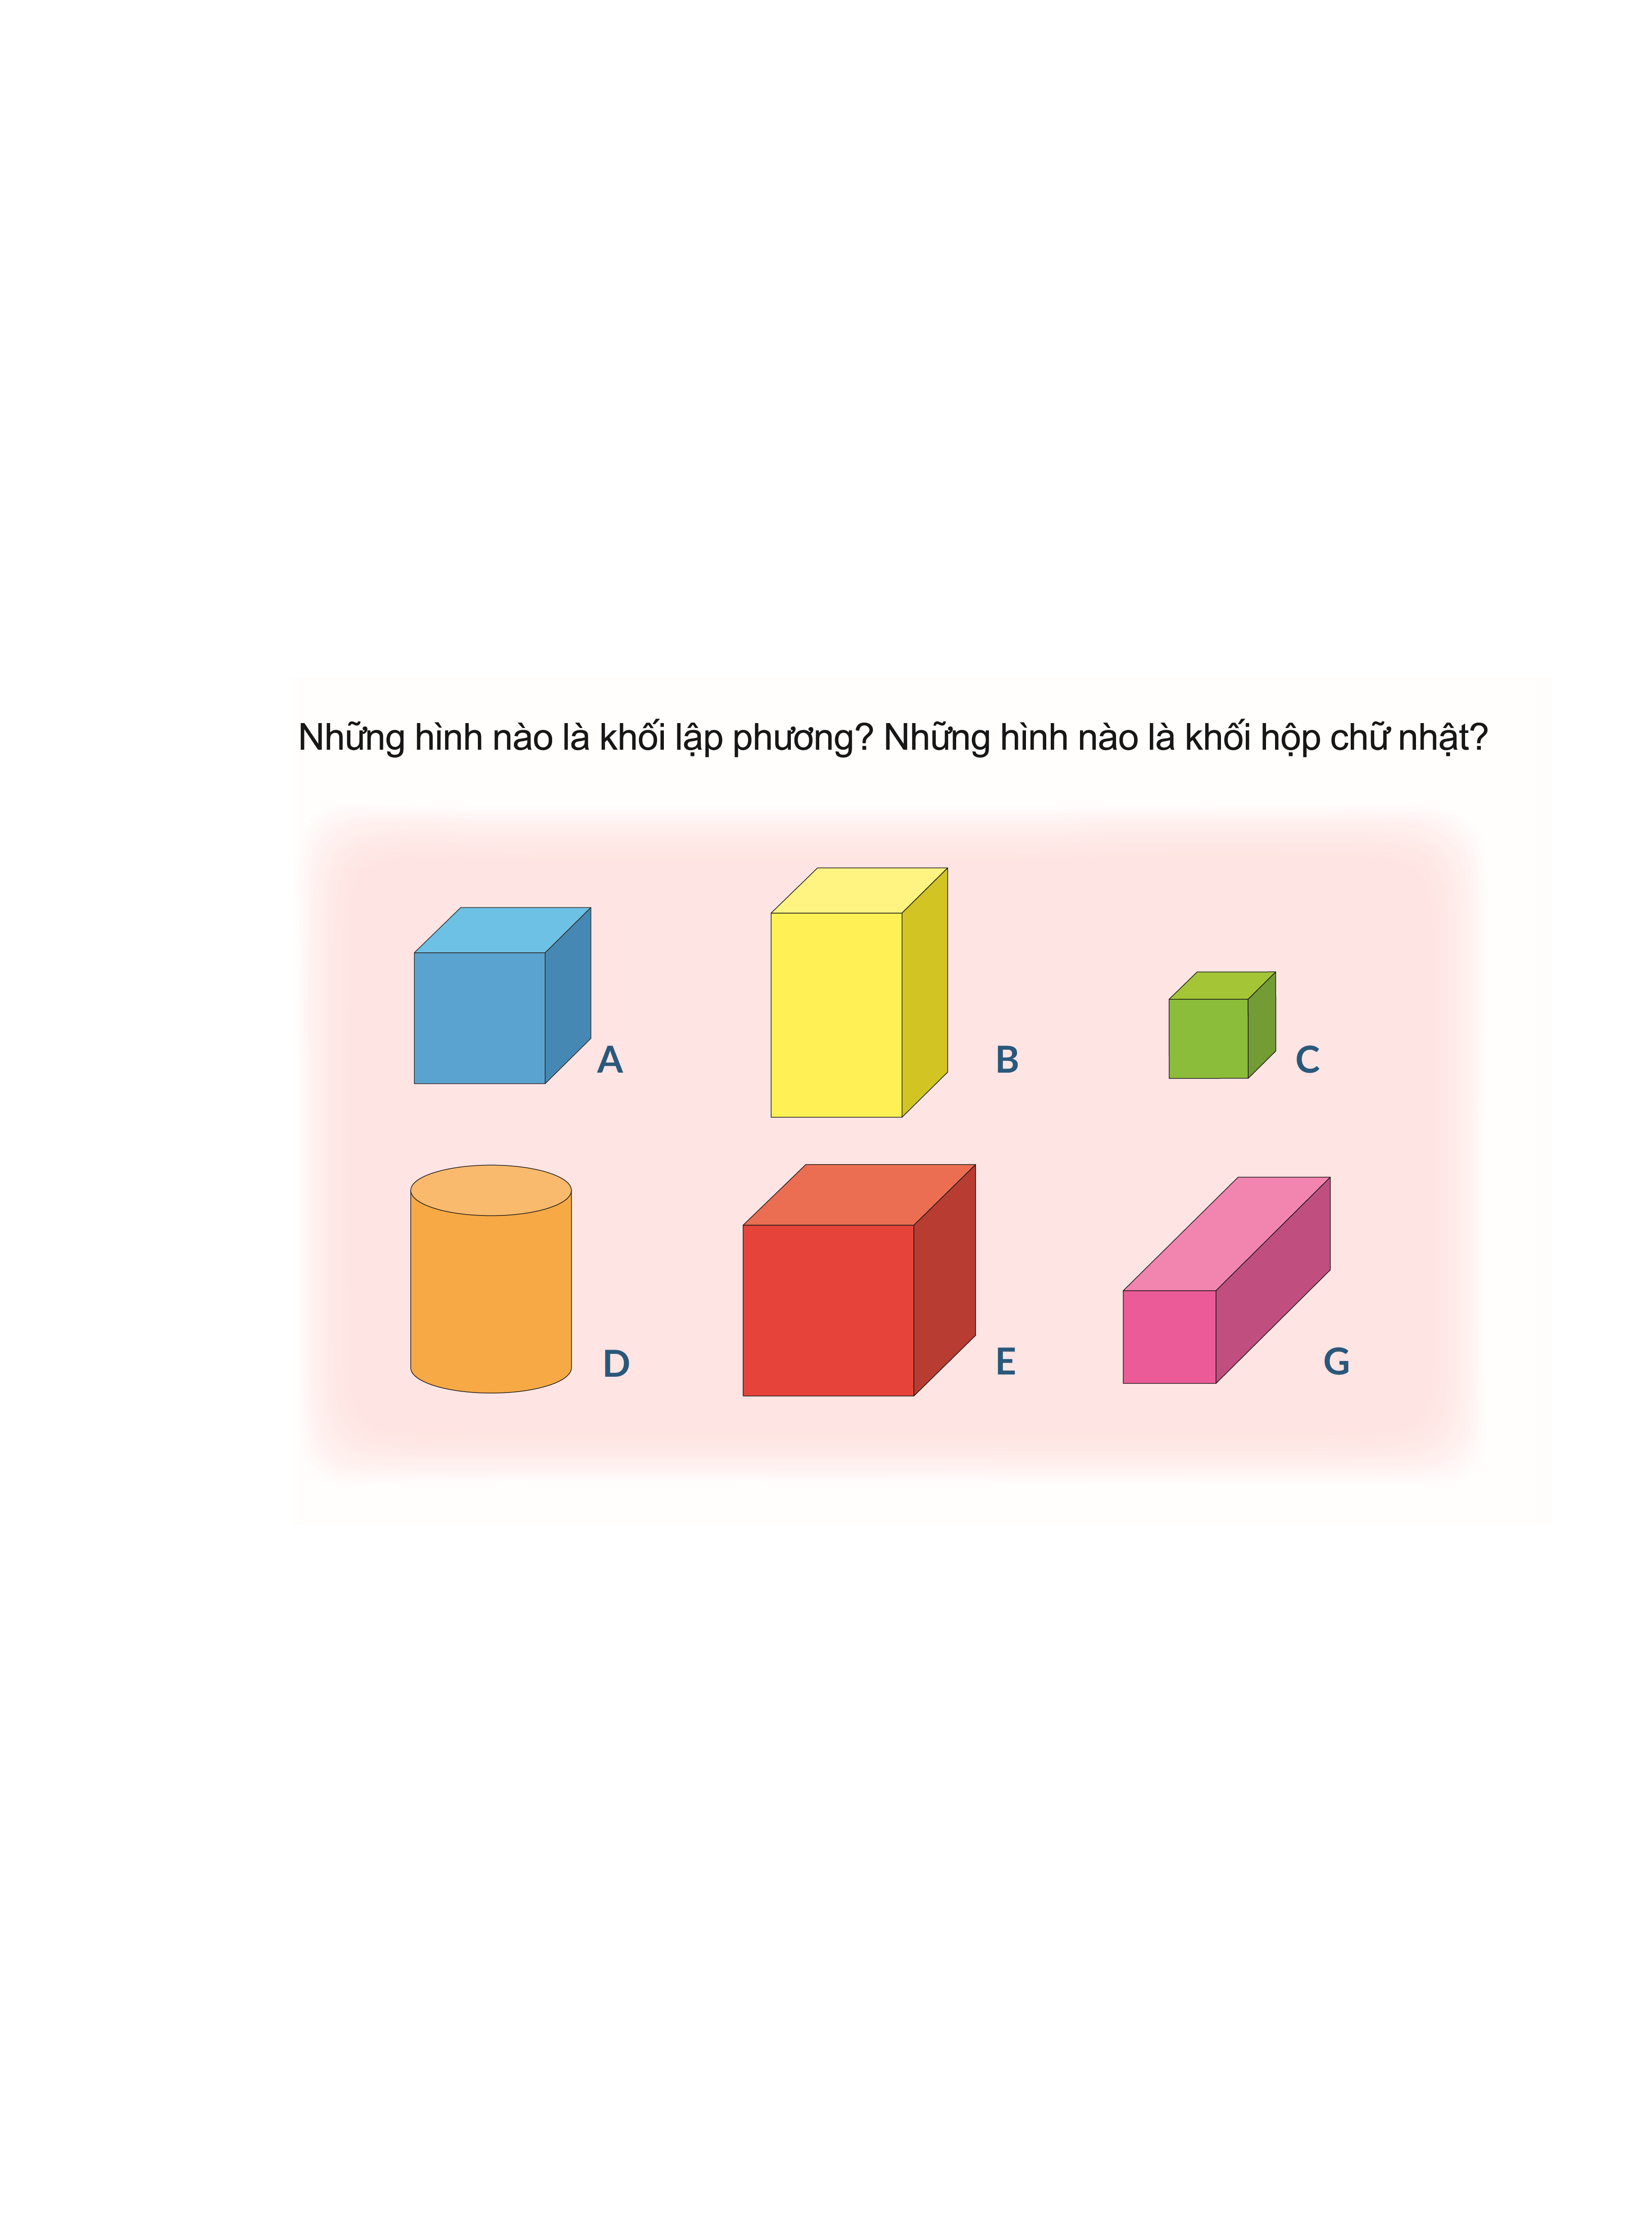 Những hình nào là khối lập phương? Những hình nào là khối hộp chữ nhật?
A
B
C
D
E
G